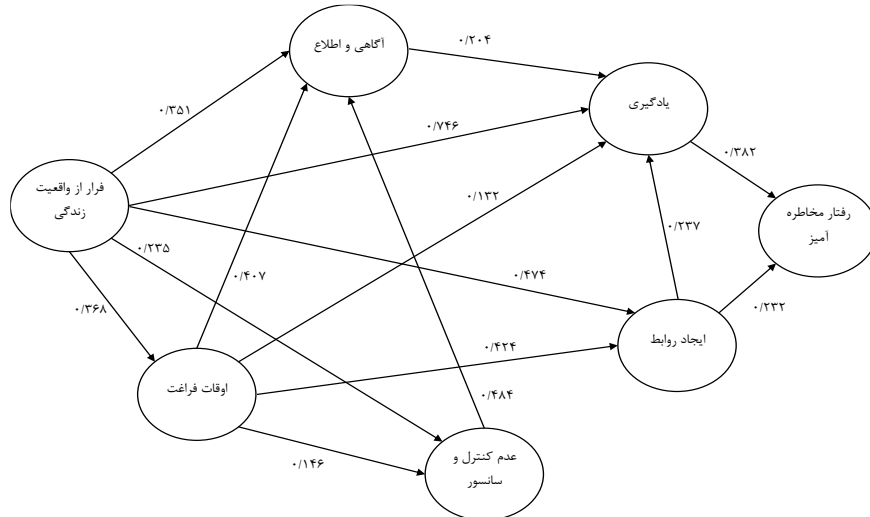 آگاهی و اطلاع
۰/۲۰۴
یادگیری
۰/۳۵۱
۰/۷۴۶
۰/۳۸۲
فرار از واقعیت
زندگی
۰/۱۳۲
رفتار مخاطره
آمیز
۰/۲۳۵
۰/۲۳۷
۰/۴۰۷
۰/۴۷۴
۰/۳۶۸
۰/۲۳۲
ایجاد روابط
۰/۴۲۴
اوقات فراغت
۰/۴۸۴
عدم کنترل و
سانسور
۰/۱۴۶